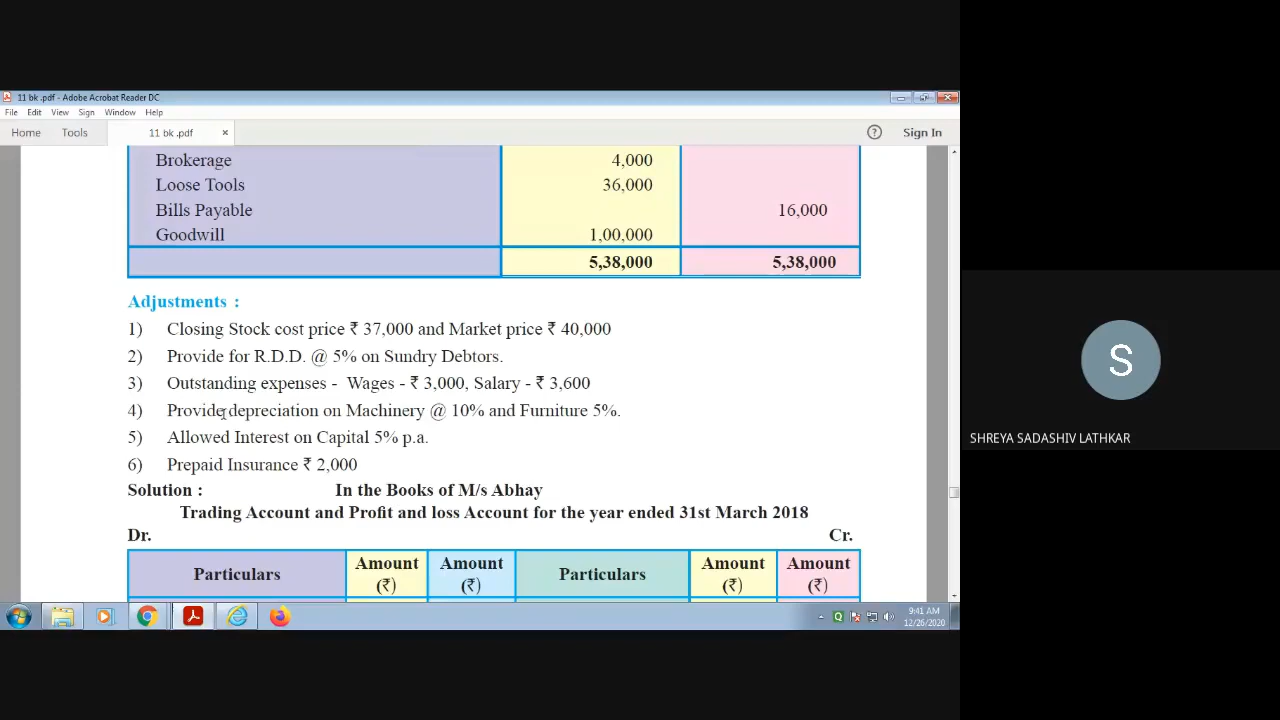 11 bk .pdf - Adobe Acrobat Reader DC
File Edit View Sign Window Help
Home Tools 11 bk .pdf × ? Sign In
Brokerage 4,000
Loose Tools 36,000
Bills Payable 16,000
Goodwill 1,00,000
5,38,000 5,38,000
Adjustments :
1) Closing Stock cost price ₹ 37,000 and Market price ₹ 40,000
2) Provide for R.D.D. @ 5% on Sundry Debtors.
3) Outstanding expenses - Wages - ₹ 3,000, Salary - ₹ 3,600
4) Provide depreciation on Machinery @ 10% and Furniture 5%.
5) Allowed Interest on Capital 5% p.a.
6) Prepaid Insurance ₹ 2,000
Solution : In the Books of M/s Abhay
Trading Account and Profit and loss Account for the year ended 31st March 2018
Dr. Cr.
Particulars Amount (₹) Amount (₹) Particulars Amount (₹) Amount (₹)
9:41 AM
12/26/2020
S
SHREYA SADASHIV LATHKAR